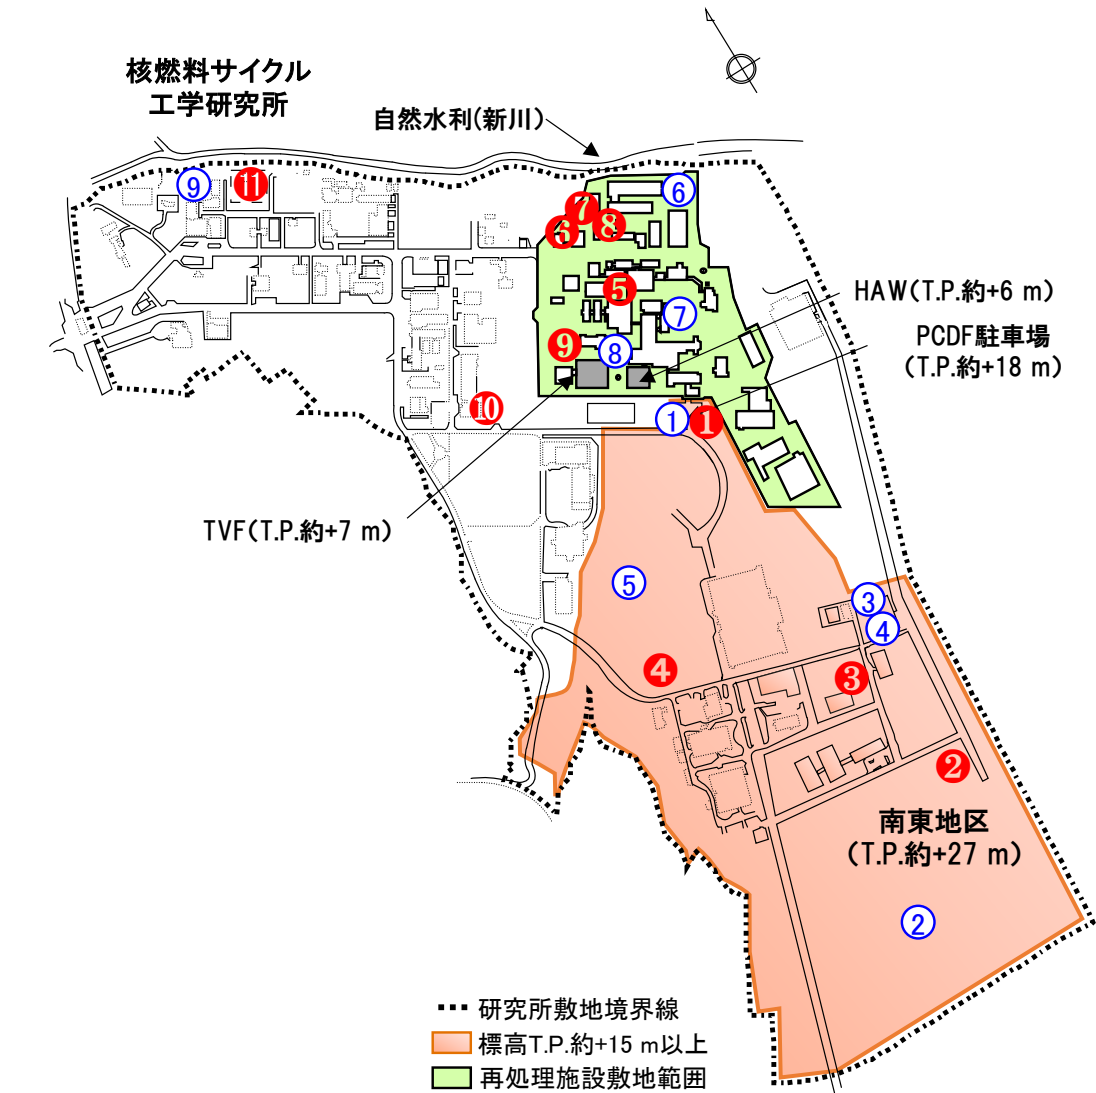 核燃料サイクル
工学研究所
自然水利(新川)
⑨
⓫
⑥
❼
❻
❽
❺
HAW(T.P.約+6 m)
⑦
PCDF駐車場
(T.P.約+18 m)
❾
⑧
❿
①
❶
TVF(T.P.約+7 m)
⑤
③
④
❹
❸
❷
南東地区
(T.P.約+27 m)
②
研究所敷地境界線
標高T.P.約+15 m以上
再処理施設敷地範囲